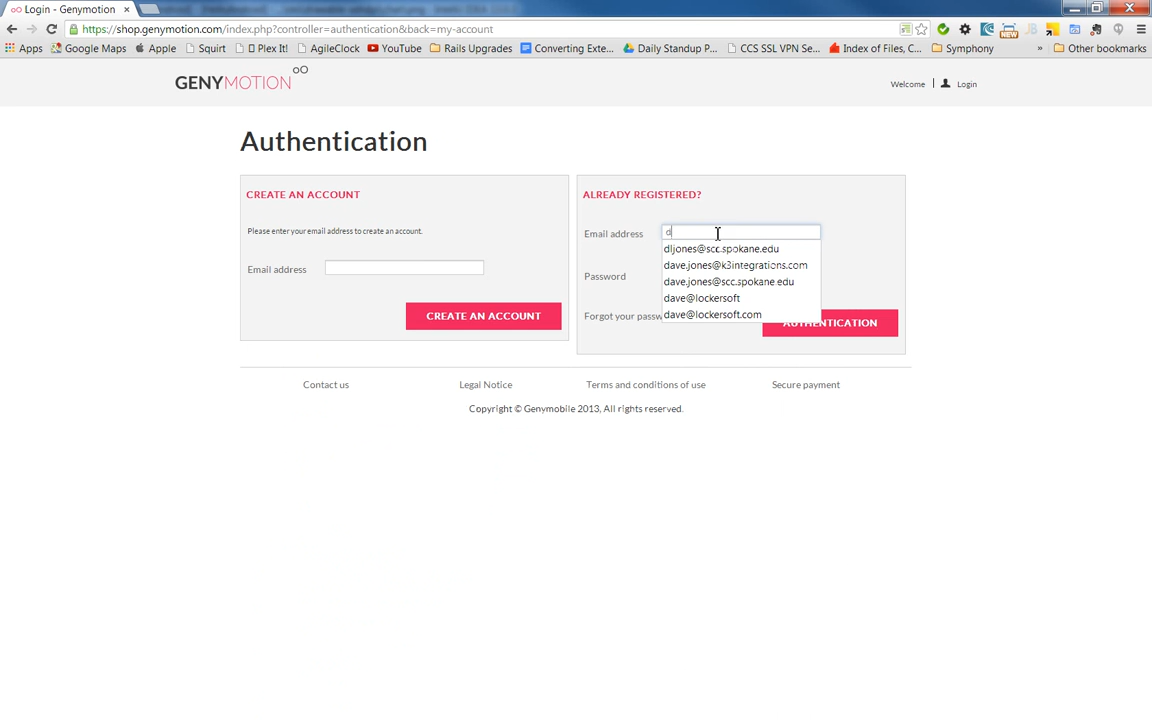 Login - Genymotion
https://shop.genymotion.com/index.php?controller=authentication&back=my-account
Apps Google Maps Apple Squirt Plex It! AgileClock YouTube Rails Upgrades Converting Exte... Daily Standup P... CCS SSL VPN Se... Index of Files, C... Symphony » Other bookmarks
GENYMOTION
Welcome | Login
Authentication
CREATE AN ACCOUNT
Please enter your email address to create an account.
Email address
CREATE AN ACCOUNT
ALREADY REGISTERED?
Email address d
dljones@scc.spokane.edu
dave.jones@k3integrations.com
Password
dave.jones@scc.spokane.edu
dave@lockersoft
Forgot your passw
dave@lockersoft.com
AUTHENTICATION
Contact us Legal Notice Terms and conditions of use Secure payment
Copyright © Genymobile 2013, All rights reserved.